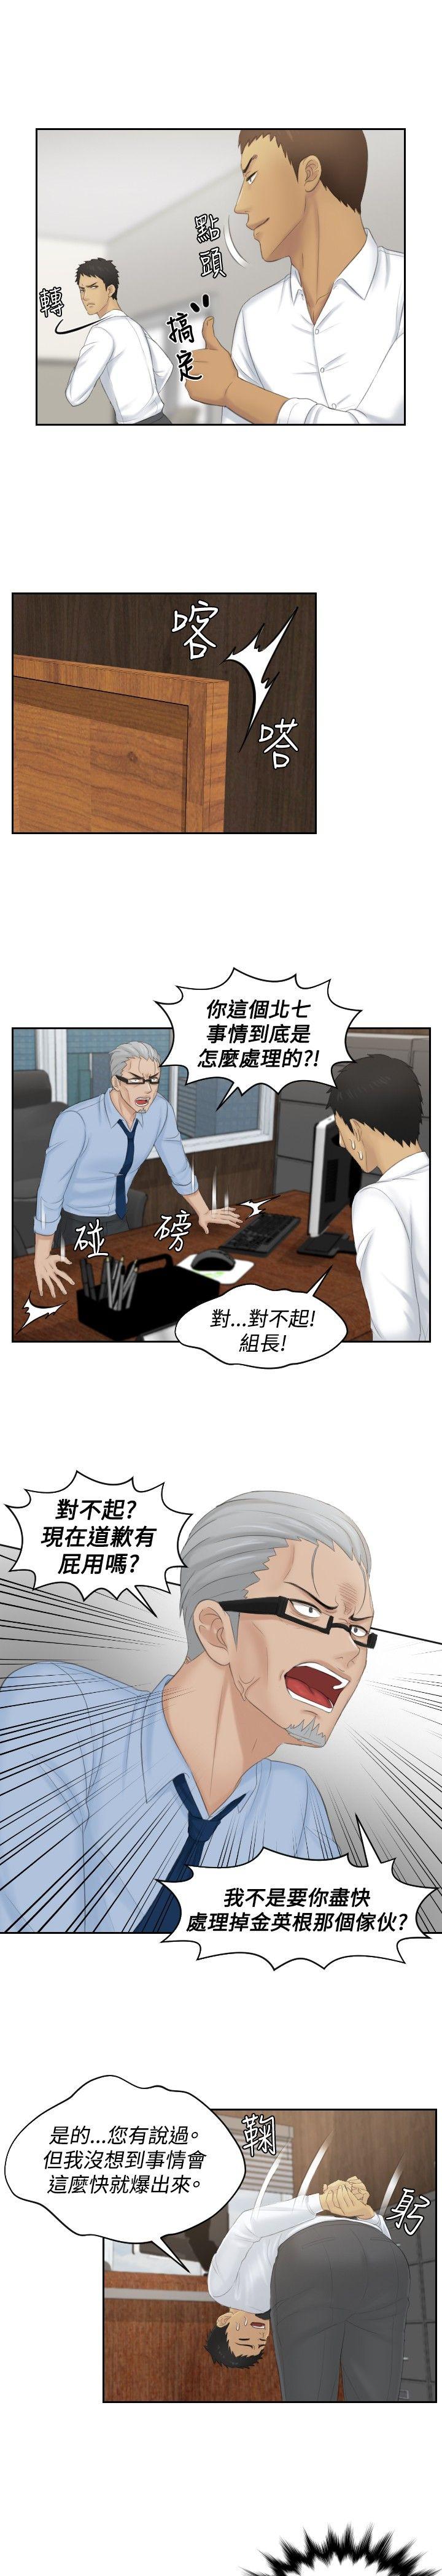 點頭
轉
搞定
喀
嗒
你這個北七
事情到底是
怎麼處理的?!
碰
磅
對...對不起!
組長!
對不起?
現在道歉有
屁用嗎?
我不是要你盡快
處理掉金英根那個傢伙?
是的...您有說過。
但我沒想到事情會
這麼快就爆出來。
鞠
躬